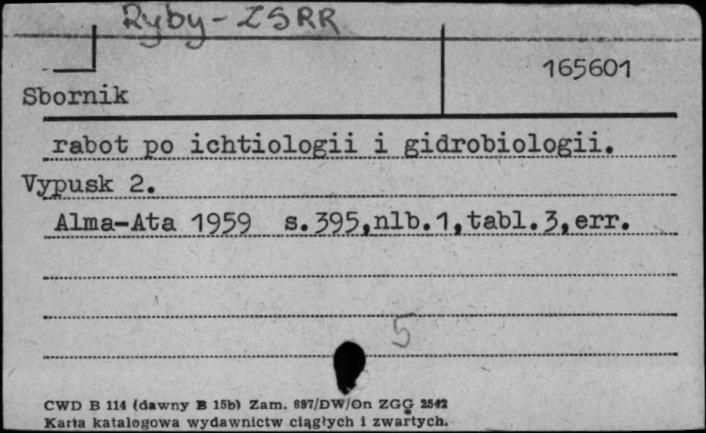 Ryby - ZSRR
165601
Sbornik
rabot po ichtiologii i gidrobiologii.
Vypusk 2.
Alma-Ata 1959 s.395,nlb.1,tabl.3,err.
5
CWD B 114 (dawny B 15b) Zam. 897/DW/On ZGG 2542
Karta katalogowa wydawnictw ciągłych i zwartych.